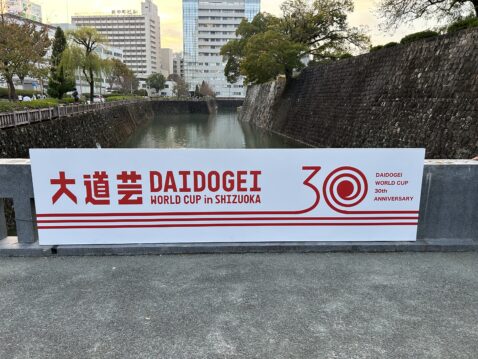 大道芸 DAIDOGEI
WORLD CUP in SHIZUOKA
30
DAIDOGEI
WORLD CUP
30th
ANNIVERSARY